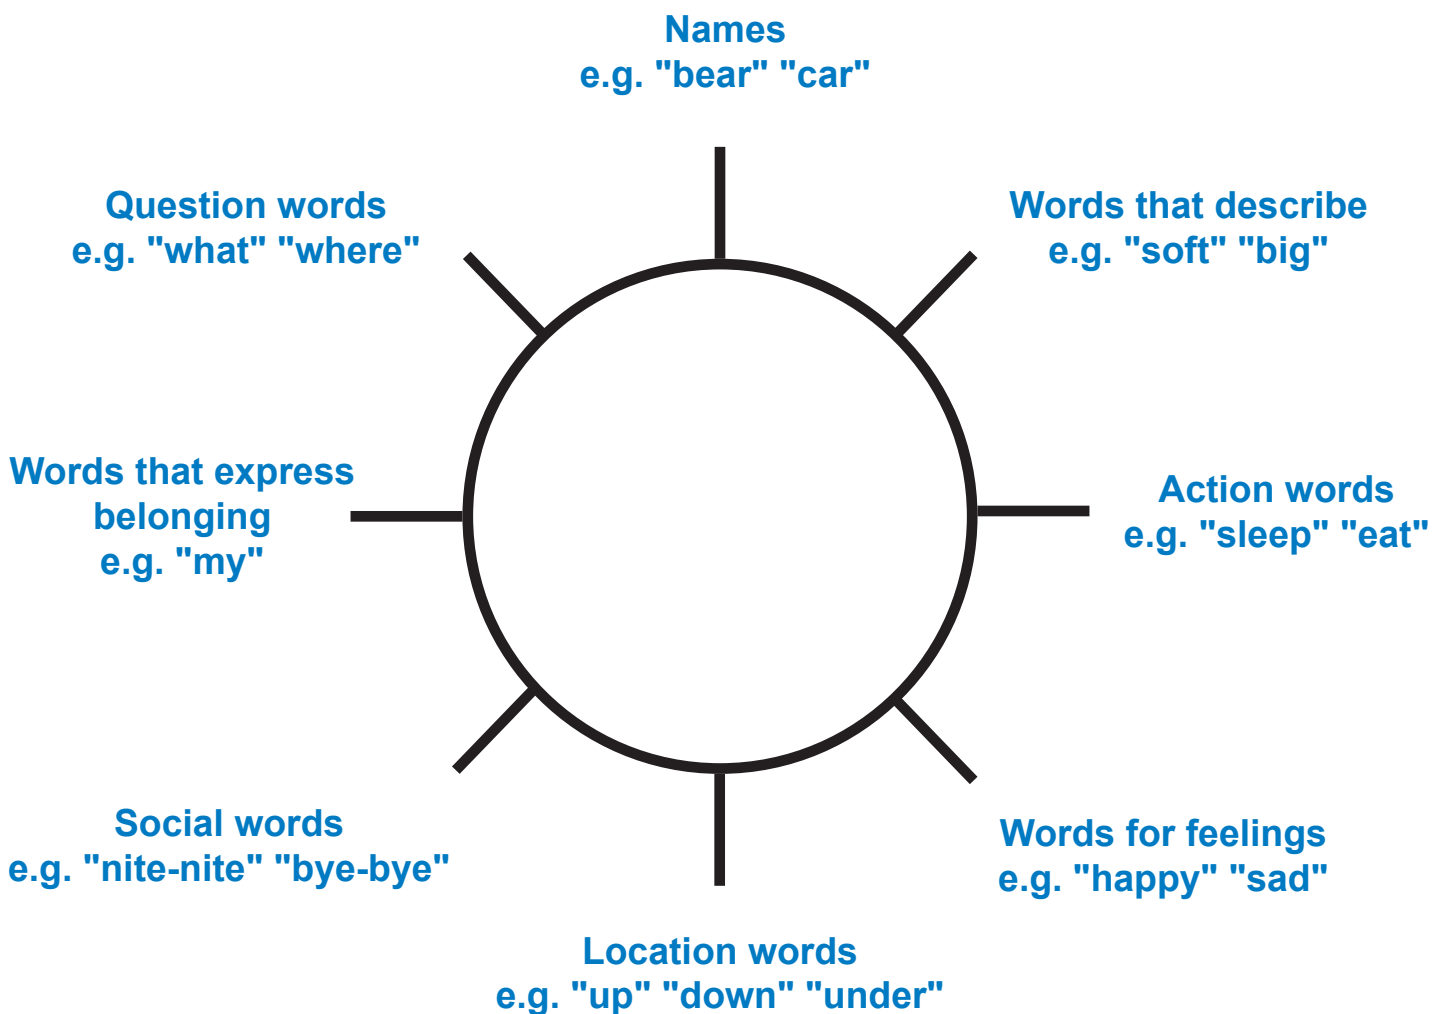 Names
e.g. "bear" "car"
Words that describe
e.g. "soft" "big"
Action words
e.g. "sleep" "eat"
Words for feelings
e.g. "happy" "sad"
Location words
e.g. "up" "down" "under"
Social words
e.g. "nite-nite" "bye-bye"
Words that express
belonging
e.g. "my"
Question words
e.g. "what" "where"